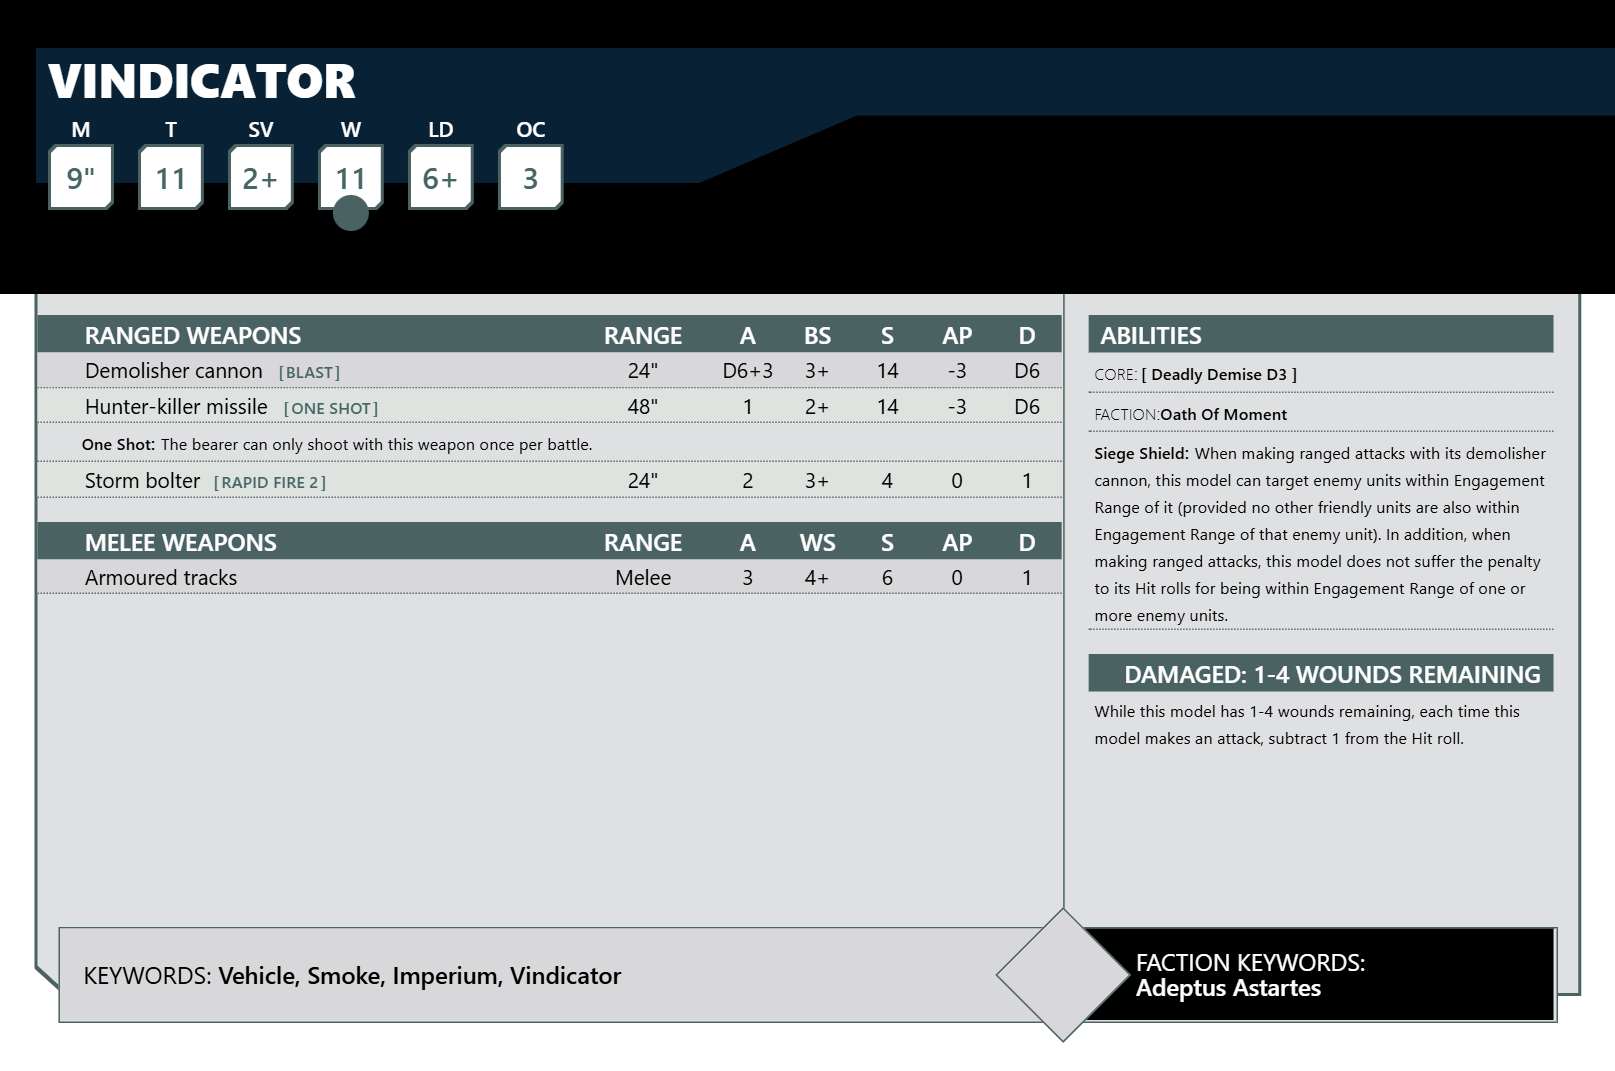 VINDICATOR
M T SV W LD OC
9" 11 2+ 11 6+ 3
RANGED WEAPONS RANGE A BS S AP D
Demolisher cannon [BLAST] 24" D6+3 3+ 14 -3 D6
Hunter-killer missile [ONE SHOT] 48" 1 2+ 14 -3 D6
One Shot: The bearer can only shoot with this weapon once per battle.
Storm bolter [RAPID FIRE 2] 24" 2 3+ 4 0 1
MELEE WEAPONS RANGE A WS S AP D
Armoured tracks Melee 3 4+ 6 0 1
ABILITIES
CORE: [ Deadly Demise D3 ]
FACTION:Oath Of Moment
Siege Shield: When making ranged attacks with its demolisher
cannon, this model can target enemy units within Engagement
Range of it (provided no other friendly units are also within
Engagement Range of that enemy unit). In addition, when
making ranged attacks, this model does not suffer the penalty
to its Hit rolls for being within Engagement Range of one or
more enemy units.
DAMAGED: 1-4 WOUNDS REMAINING
While this model has 1-4 wounds remaining, each time this
model makes an attack, subtract 1 from the Hit roll.
KEYWORDS: Vehicle, Smoke, Imperium, Vindicator
FACTION KEYWORDS:
Adeptus Astartes